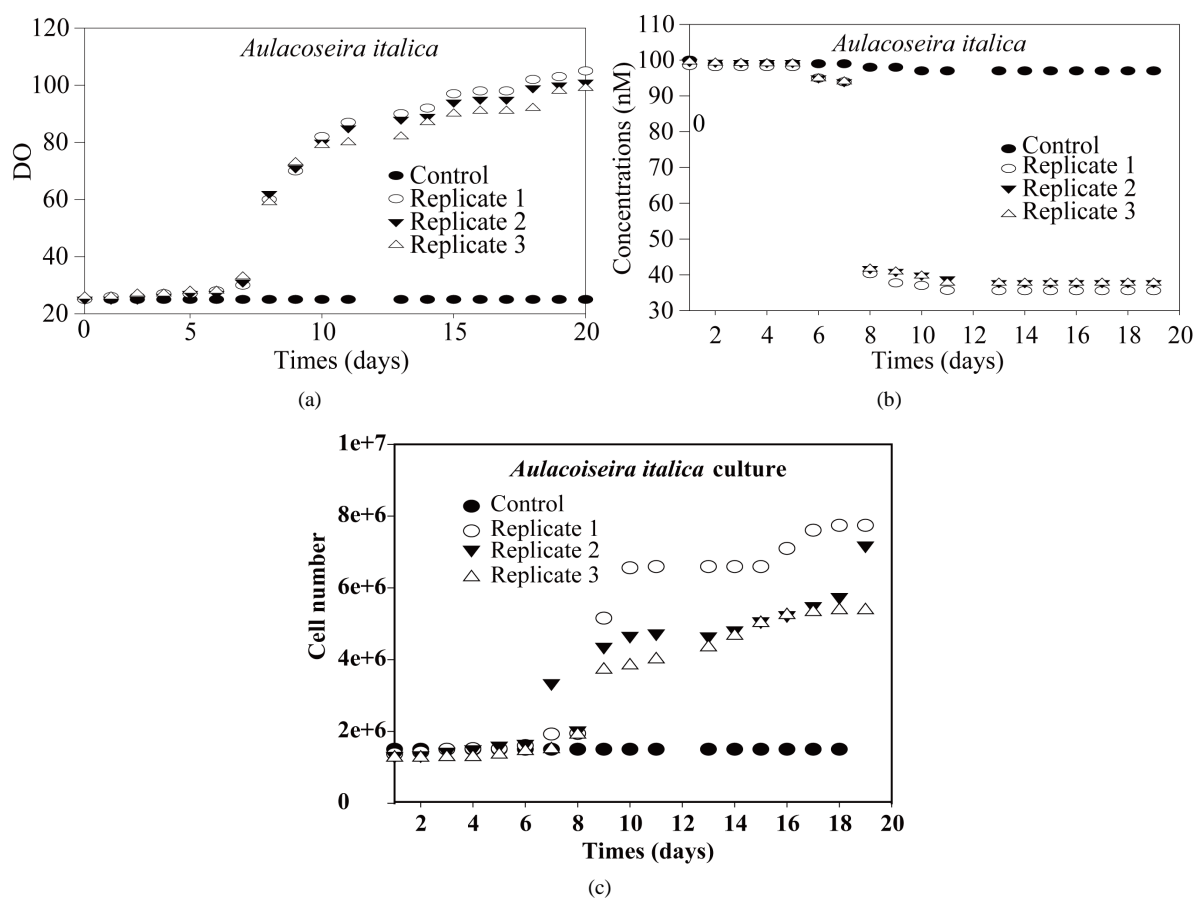 Aulacoseira italica
DO
120
100
80
60
40
20
Control
Replicate 1
Replicate 2
Replicate 3
0
5
10
15
20
Times (days)
(a)
Aulacoseira italica
Concentrations (nM)
110
100
90
80
70
60
50
40
30
0
Control
Replicate 1
Replicate 2
Replicate 3
2
4
6
8
10
12
14
16
18
20
Times (days)
(b)
Aulacoiseira italica culture
Cell number
1e+7
8e+6
6e+6
4e+6
2e+6
0
Control
Replicate 1
Replicate 2
Replicate 3
2
4
6
8
10
12
14
16
18
20
Times (days)
(c)